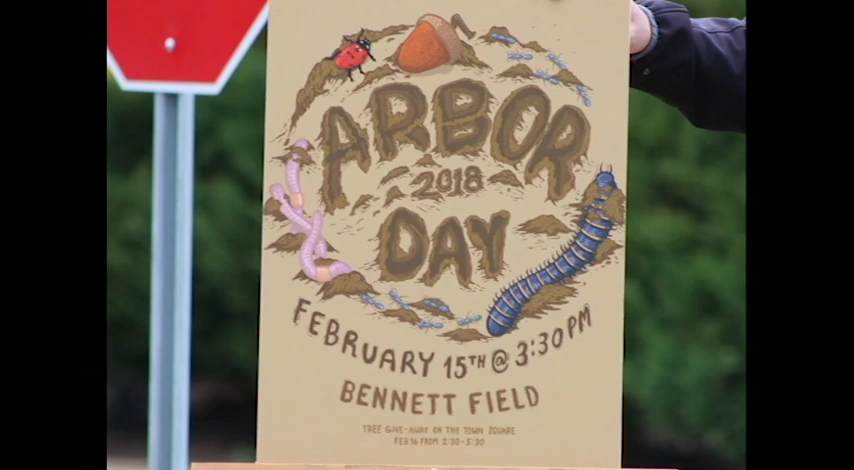 ARBOR
2018
DAY
FEBRUARY 15TH @ 3:30 PM
BENNETT FIELD
TREE GIVE-AWAY ON THE TOWN SQUARE
FEB 16 FROM 2:30-5:30